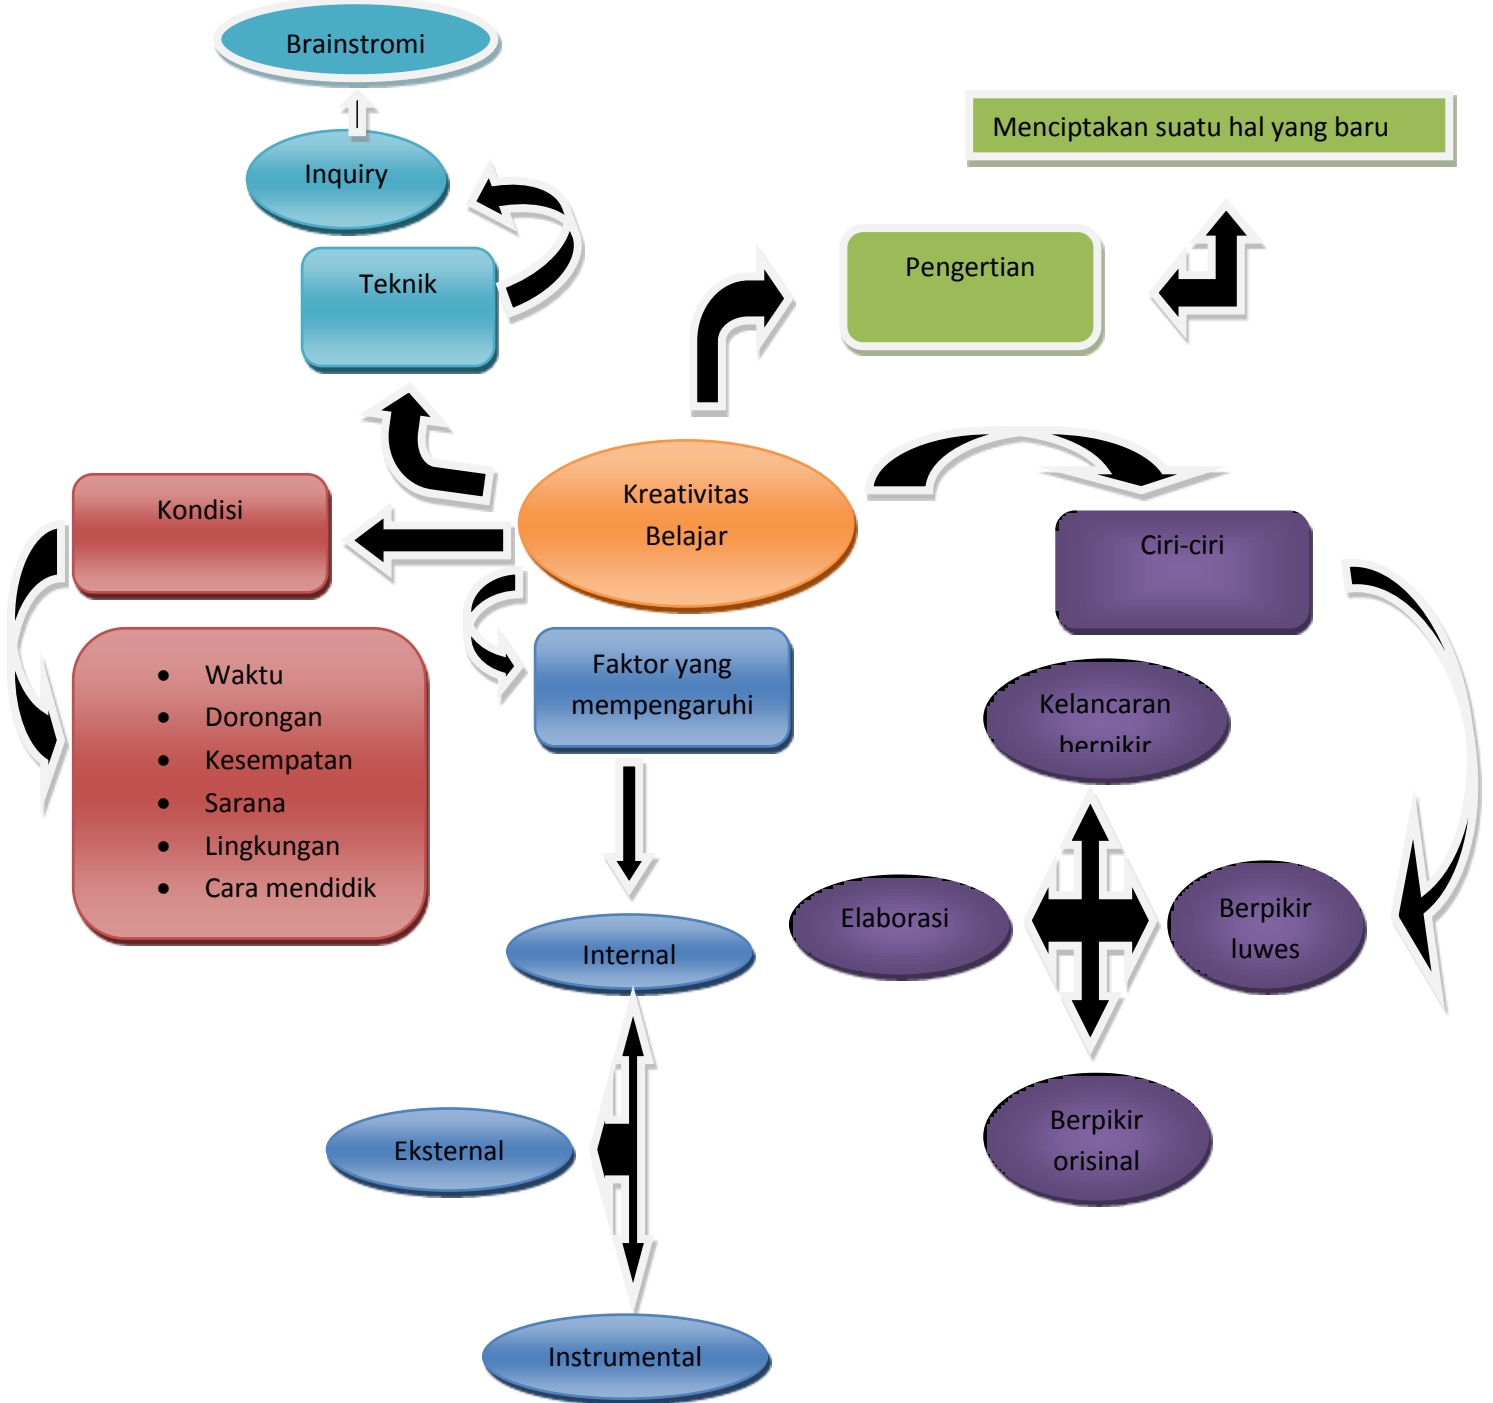 Brainstromi
Menciptakan suatu hal yang baru
Inquiry
Pengertian
Teknik
Kreativitas
Belajar
Kondisi
Ciri-ciri
Faktor yang
mempengaruhi
• Waktu
• Dorongan
• Kesempatan
• Sarana
• Lingkungan
• Cara mendidik
Kelancaran
berpikir
Elaborasi
Berpikir
luwes
Internal
Eksternal
Berpikir
orisinal
Instrumental